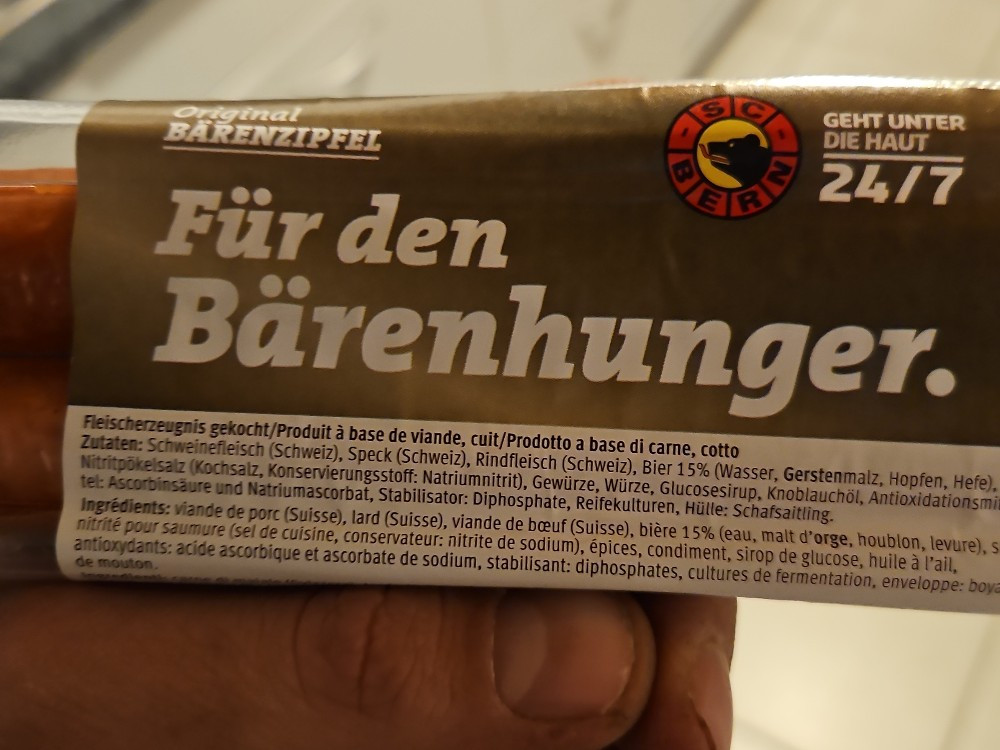 Original
BÄRENZIPFEL
SC BERN
GEHT UNTER
DIE HAUT
24/7
Für den
Bärenhunger.
Fleischerzeugnis gekocht/Produit à base de viande, cuit/Prodotto a base di carne, cotto
Zutaten: Schweinefleisch (Schweiz), Speck (Schweiz), Rindfleisch (Schweiz), Bier 15% (Wasser, Gerstenmalz, Hopfen, Hefe),
Nitritpökelsalz (Kochsalz, Konservierungsstoff: Natriumnitrit), Gewürze, Würze, Glucosesirup, Knoblauchöl, Antioxidationsmit
tel: Ascorbinsäure und Natriumascorbat, Stabilisator: Diphosphate, Reifekulturen, Hülle: Schafsaitling.
Ingrédients: viande de porc (Suisse), lard (Suisse), viande de bœuf (Suisse), bière 15% (eau, malt d'orge, houblon, levure), s
nitrité pour saumure (sel de cuisine, conservateur: nitrite de sodium), épices, condiment, sirop de glucose, huile à l'ail,
antioxydants: acide ascorbique et ascorbate de sodium, stabilisant: diphosphates, cultures de fermentation, enveloppe: boya
de mouton.